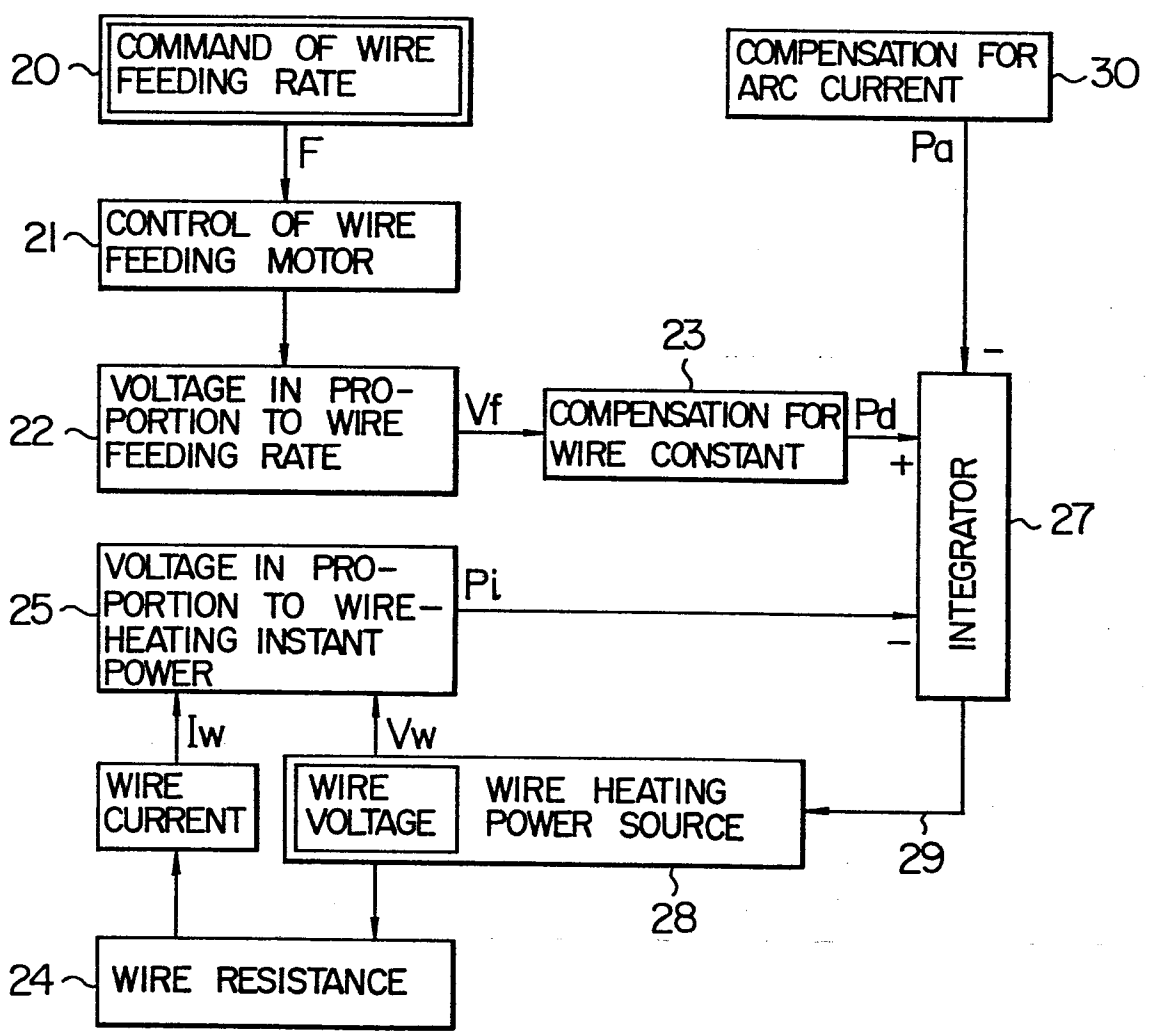 20
COMMAND OF WIRE
FEEDING RATE
COMPENSATION FOR
ARC CURRENT
30
F
Pa
21
CONTROL OF WIRE
FEEDING MOTOR
23
-
22
VOLTAGE IN PRO-
PORTION TO WIRE
FEEDING RATE
Vf
COMPENSATION FOR
WIRE CONSTANT
Pd
+
INTEGRATOR
27
25
VOLTAGE IN PRO-
PORTION TO WIRE-
HEATING INSTANT
POWER
Pi
-
Iw
Vw
WIRE
CURRENT
WIRE
VOLTAGE
WIRE HEATING
POWER SOURCE
29
28
24
WIRE RESISTANCE